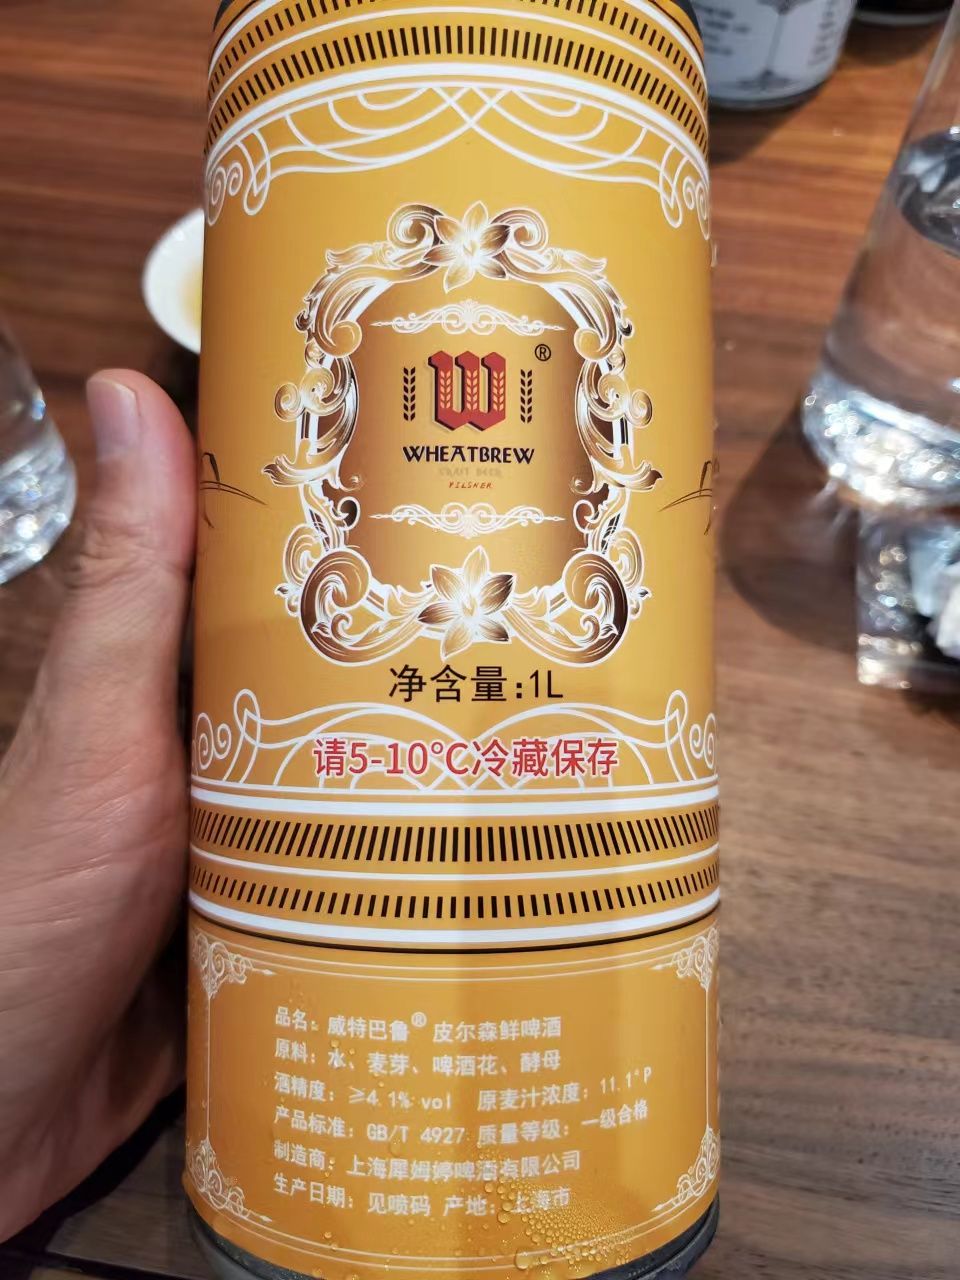 W ®
WHEATBREW
CRAFT BEER
PILSNER
净含量:1L
请5-10℃冷藏保存
品名: 威特巴鲁® 皮尔森鲜啤酒
原料: 水、麦芽、啤酒花、酵母
酒精度: ≥4.1% vol 原麦汁浓度: 11.1°P
产品标准: GB/T 4927 质量等级: 一级合格
制造商: 上海犀姆婷啤酒有限公司
生产日期: 见喷码 产地: 上海市